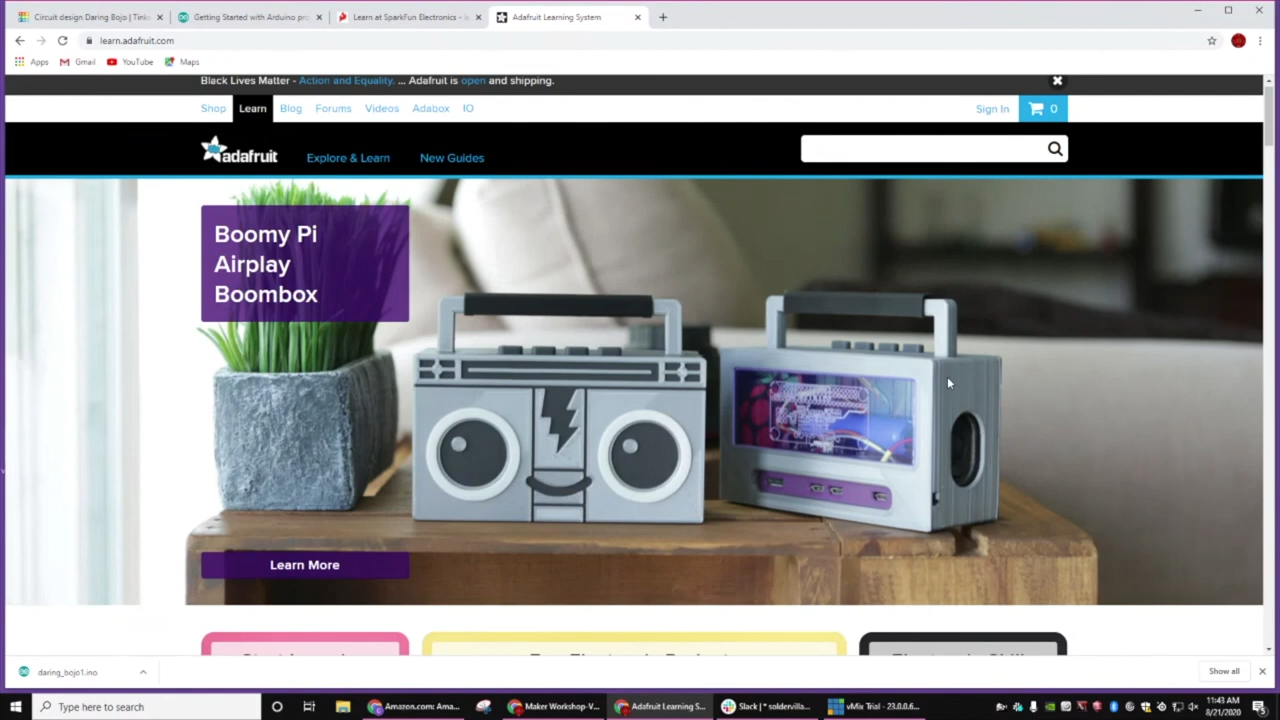 Circuit design Daring Bojo | Tink
Getting Started with Arduino pro
Learn at SparkFun Electronics - le
Adafruit Learning System
learn.adafruit.com
Apps
Gmail
YouTube
Maps
Black Lives Matter - Action and Equality. ... Adafruit is open and shipping.
Shop
Learn
Blog
Forums
Videos
Adabox
IO
Sign In
0
adafruit
Explore & Learn
New Guides
Boomy Pi
Airplay
Boombox
Learn More
daring_bojo1.ino
Show all
Type here to search
Amazon.com: Ama...
Maker Workshop-V...
Adafruit Learning S...
Slack | * soldervilla...
vMix Trial - 23.0.0.6...
11:43 AM
8/21/2020
5